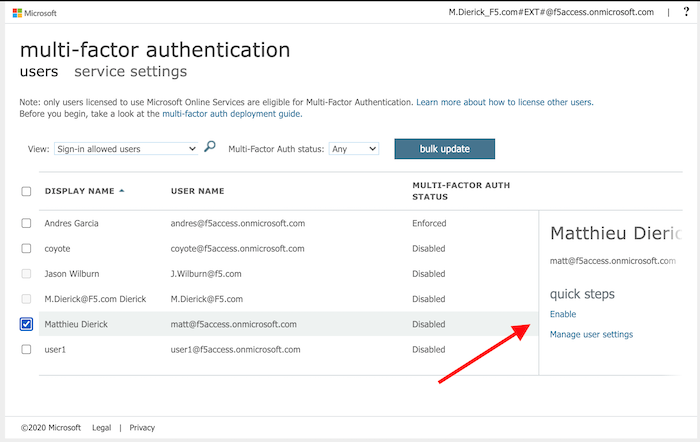 Microsoft
M.Dierick_F5.com#EXT#@f5access.onmicrosoft.com | ?
multi-factor authentication
users service settings
Note: only users licensed to use Microsoft Online Services are eligible for Multi-Factor Authentication. Learn more about how to license other users.
Before you begin, take a look at the multi-factor auth deployment guide.
View: Sign-in allowed users Multi-Factor Auth status: Any bulk update
DISPLAY NAME USER NAME MULTI-FACTOR AUTH STATUS
Andres Garcia andres@f5access.onmicrosoft.com Enforced
coyote coyote@f5access.onmicrosoft.com Disabled
Jason Wilburn J.Wilburn@f5.com Disabled
M.Dierick@F5.com Dierick M.Dierick@F5.com Disabled
Matthieu Dierick matt@f5access.onmicrosoft.com Disabled
user1 user1@f5access.onmicrosoft.com Disabled
Matthieu Dieric
matt@f5access.onmicrosoft.com
quick steps
Enable
Manage user settings
©2020 Microsoft Legal | Privacy